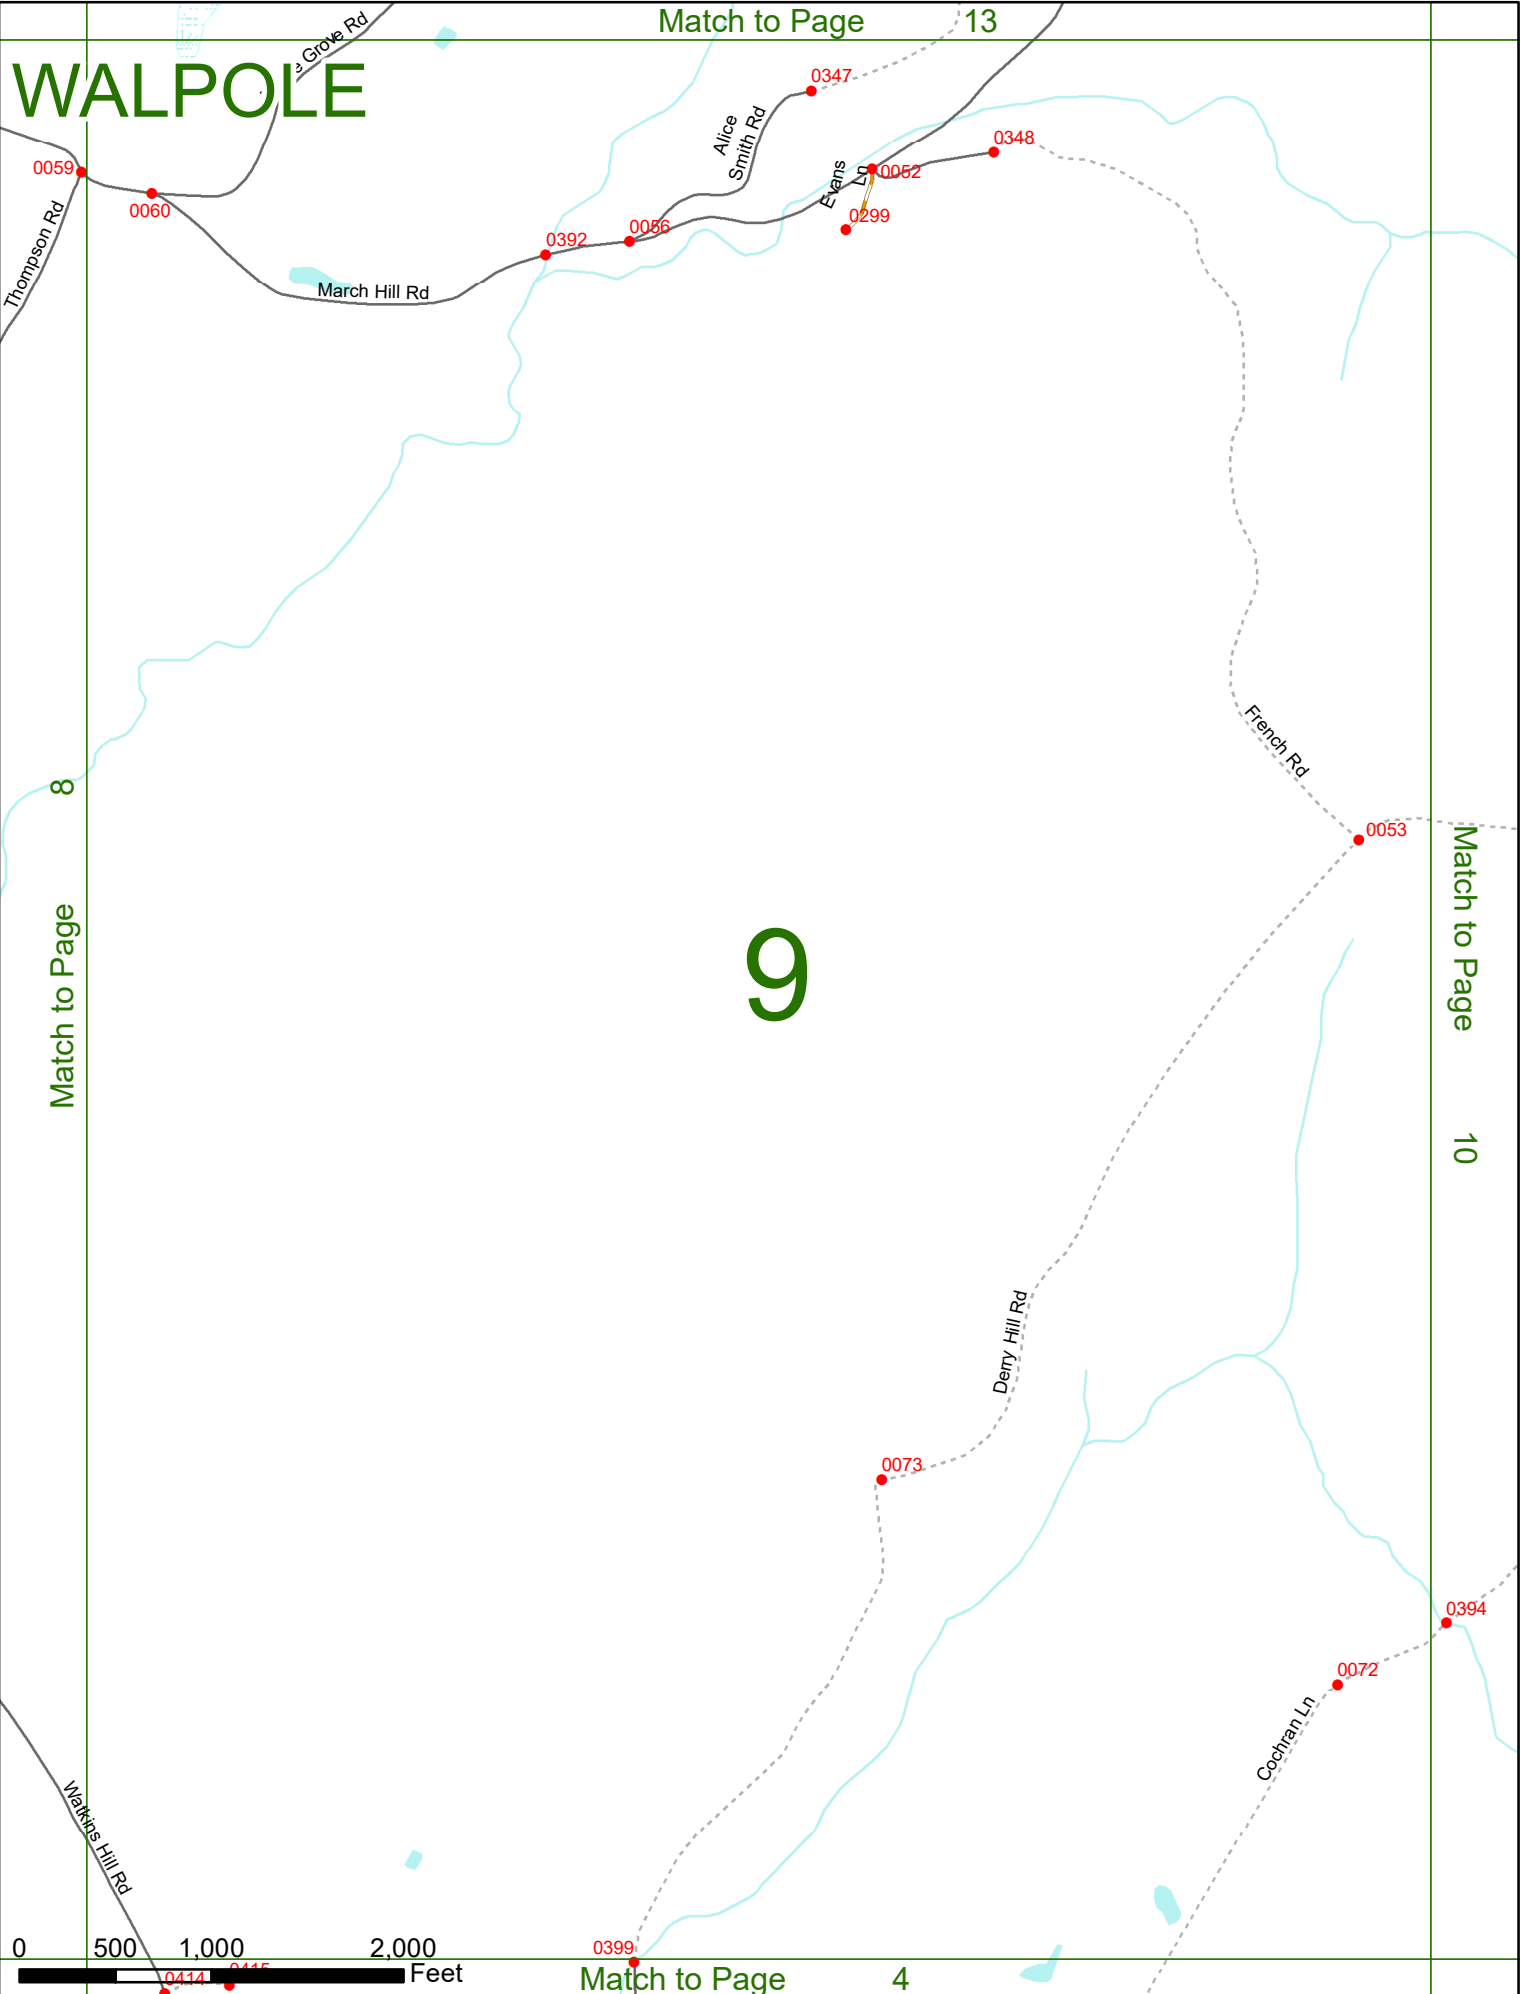 Match to Page 13
WALPOLE
e Grove Rd
0347
Alice
Smith Rd
0348
0059
0052
Evans
Ln
0060
0299
0056
0392
Thompson Rd
March Hill Rd
French Rd
8
Match to Page
0053
Match to Page
10
9
Derry Hill Rd
0073
0394
0072
Cochran Ln
Watkins Hill Rd
0399
0 500 1,000 2,000
Feet
0415
0414
Match to Page 4